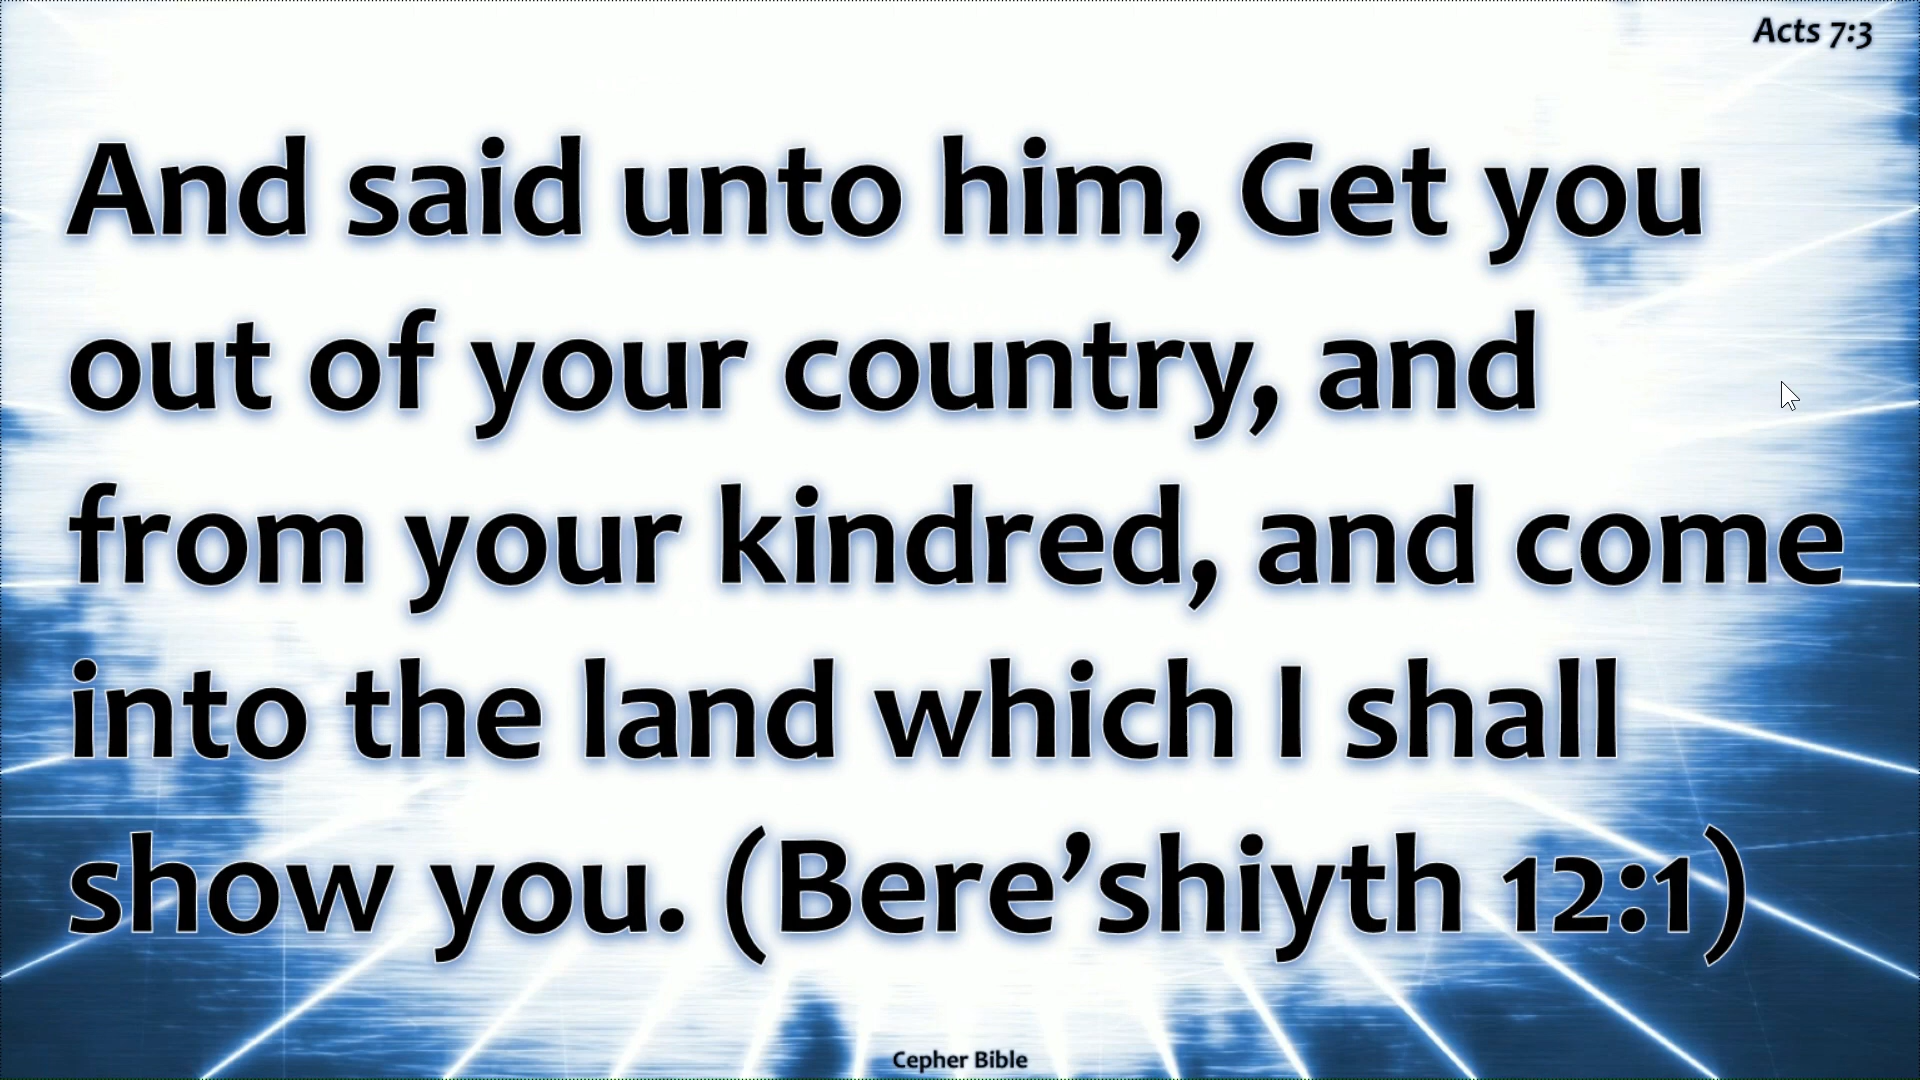 Acts 7:3
And said unto him, Get you
out of your country, and
from your kindred, and come
into the land which I shall
show you. (Bere’shiyth 12:1)
Cepher Bible